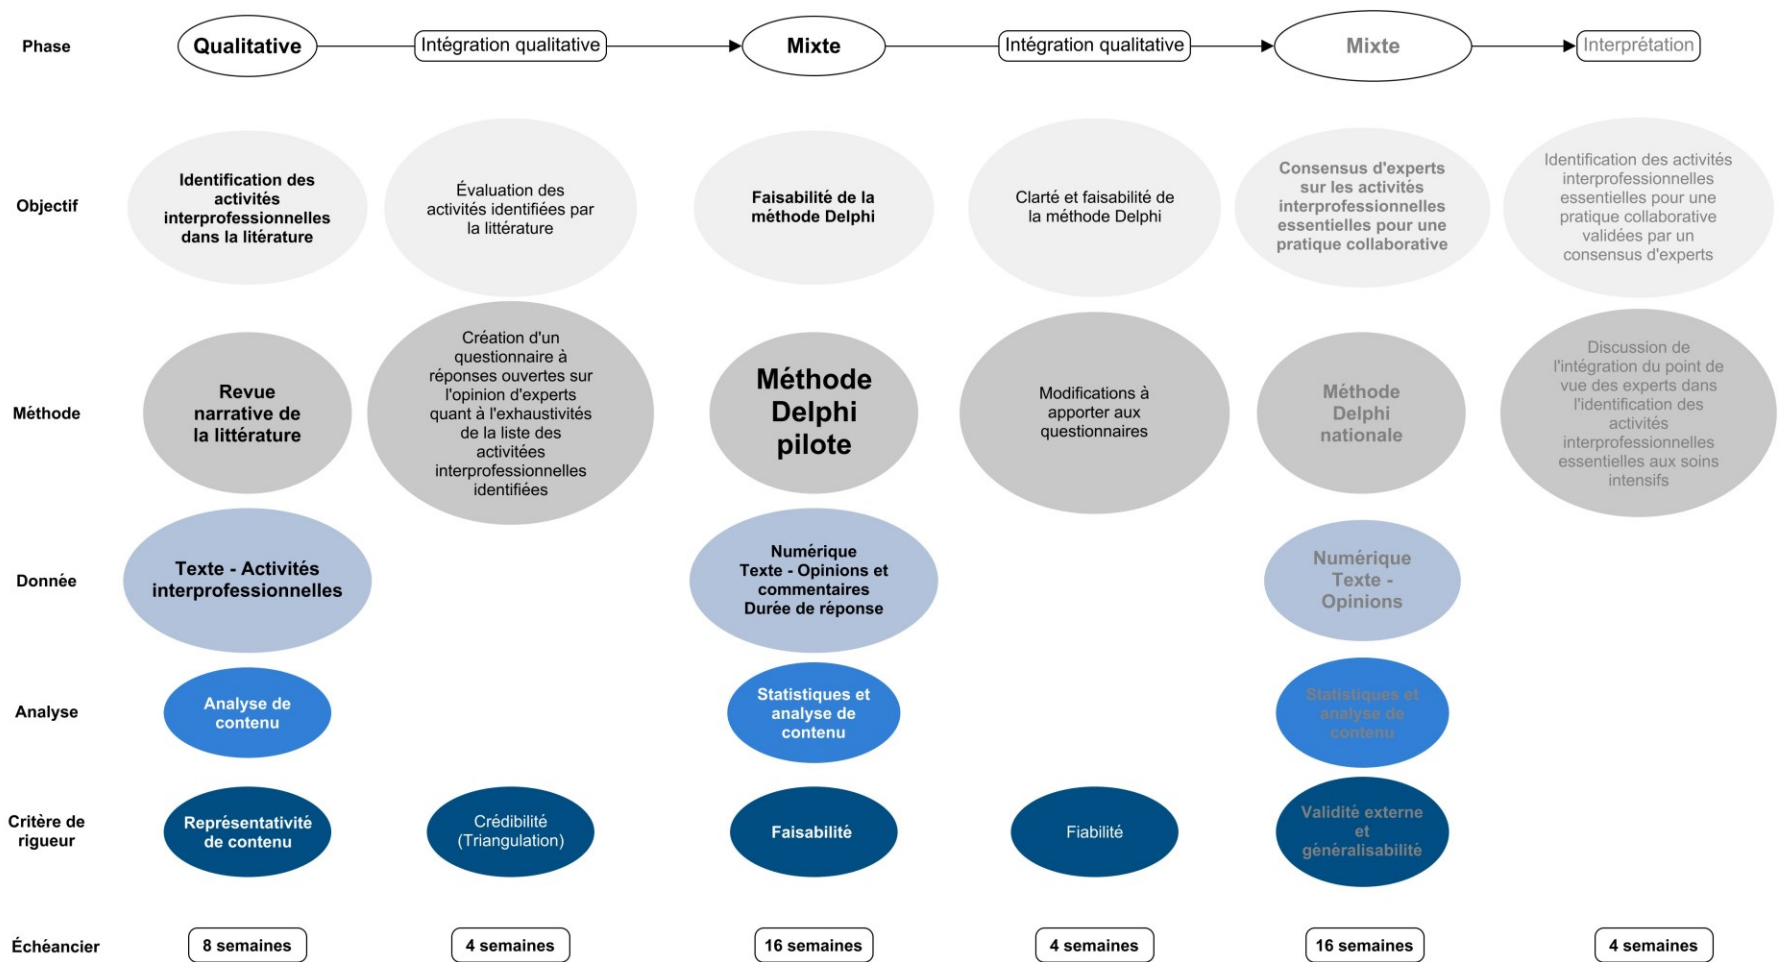 Phase
Qualitative
Intégration qualitative
Mixte
Intégration qualitative
Mixte
Interprétation
Objectif
Identification des
activités
interprofessionnelles
dans la litérature
Évaluation des
activités identifiées par
la littérature
Faisabilité de la
méthode Delphi
Clarté et faisabilité de
la méthode Delphi
Consensus d'experts
sur les activités
interprofessionnelles
essentielles pour une
pratique collaborative
Identification des activités
interprofessionnelles
essentielles pour une
pratique collaborative
validées par un
consensus d'experts
Méthode
Revue
narrative de
la littérature
Création d'un
questionnaire à
réponses ouvertes sur
l'opinion d'experts
quant à l'exhaustivités
de la liste des
activitées
interprofessionnelles
identifiées
Méthode
Delphi
pilote
Modifications à
apporter aux
questionnaires
Méthode
Delphi
nationale
Discussion de
l'intégration du point de
vue des experts dans
l'identification des
activités
interprofessionnelles
essentielles aux soins
intensifs
Donnée
Texte - Activités
interprofessionnelles
Numérique
Texte - Opinions et
commentaires
Durée de réponse
Numérique
Texte -
Opinions
Analyse
Analyse de
contenu
Statistiques et
analyse de
contenu
Statistiques et
analyse de
contenu
Critère de
rigueur
Représentativité
de contenu
Crédibilité
(Triangulation)
Faisabilité
Fiabilité
Validité externe
et
généralisabilité
Échéancier
8 semaines
4 semaines
16 semaines
4 semaines
16 semaines
4 semaines